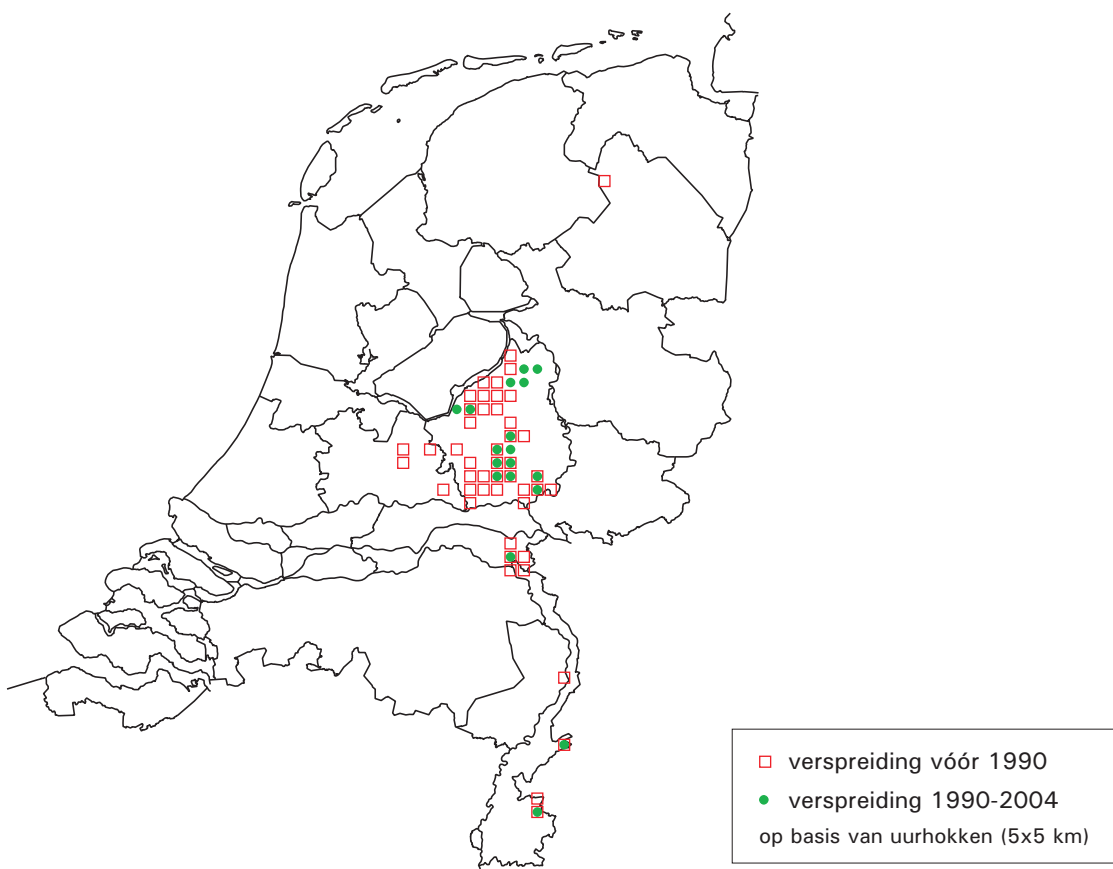 verspreiding vóór 1990
verspreiding 1990-2004
op basis van uurhokken (5x5 km)